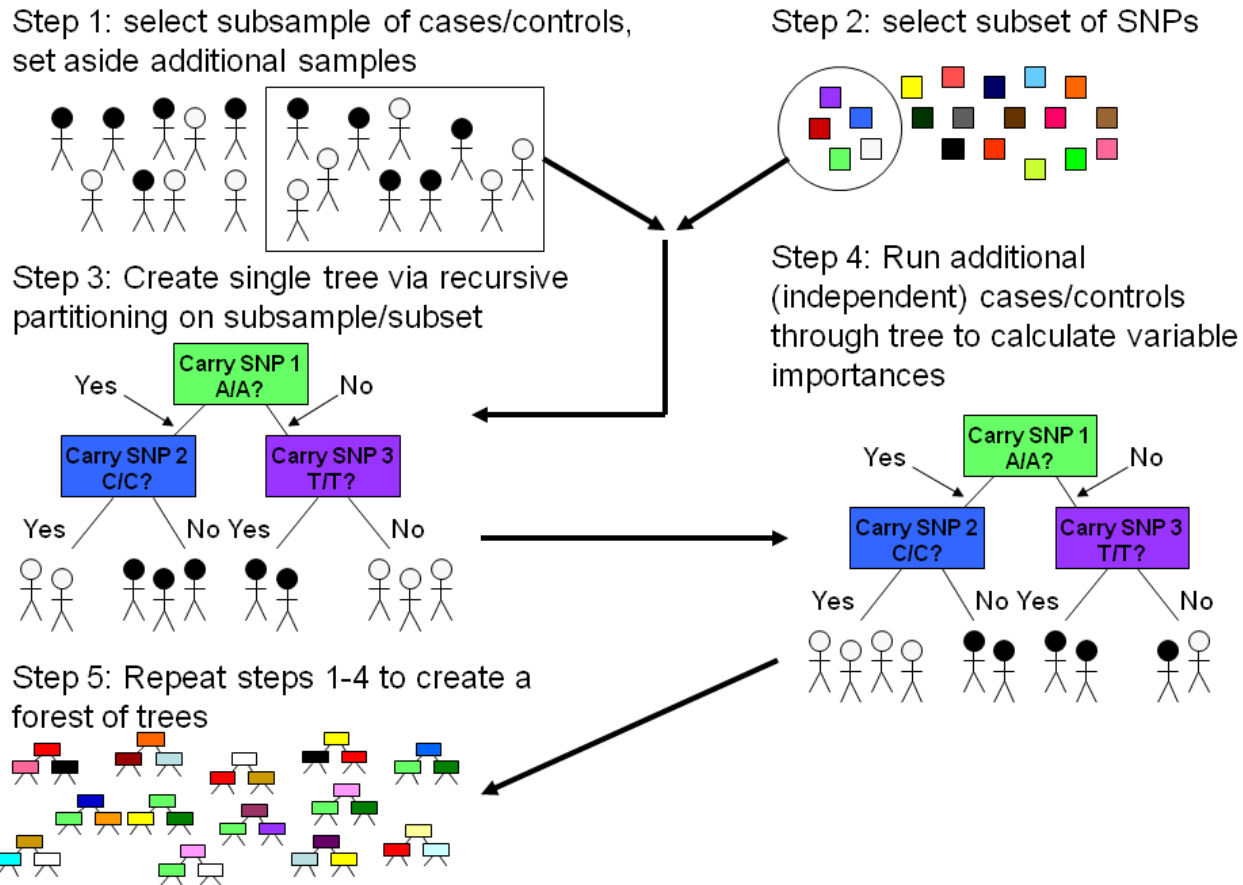 Step 1: select subsample of cases/controls,
set aside additional samples
Step 2: select subset of SNPs
Step 3: Create single tree via recursive
partitioning on subsample/subset
Carry SNP 1
A/A?
Yes
No
Carry SNP 2
C/C?
Carry SNP 3
T/T?
Yes
No
Yes
No
Step 4: Run additional
(independent) cases/controls
through tree to calculate variable
importances
Carry SNP 1
A/A?
Yes
No
Carry SNP 2
C/C?
Carry SNP 3
T/T?
Yes
No
Yes
No
Step 5: Repeat steps 1-4 to create a
forest of trees